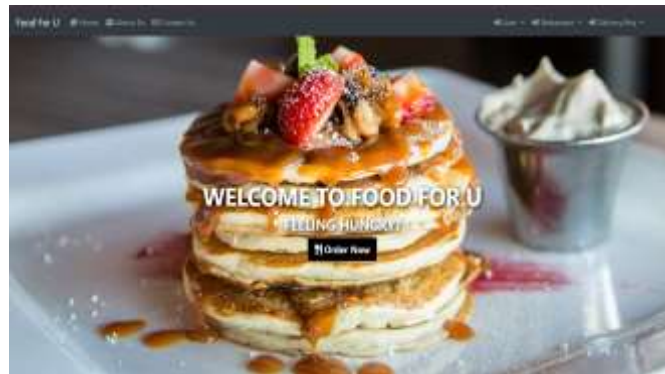 Food For U Home About Us Contact Us
WELCOME TO FOOD FOR U
FEELING HUNGRY?
Order Now